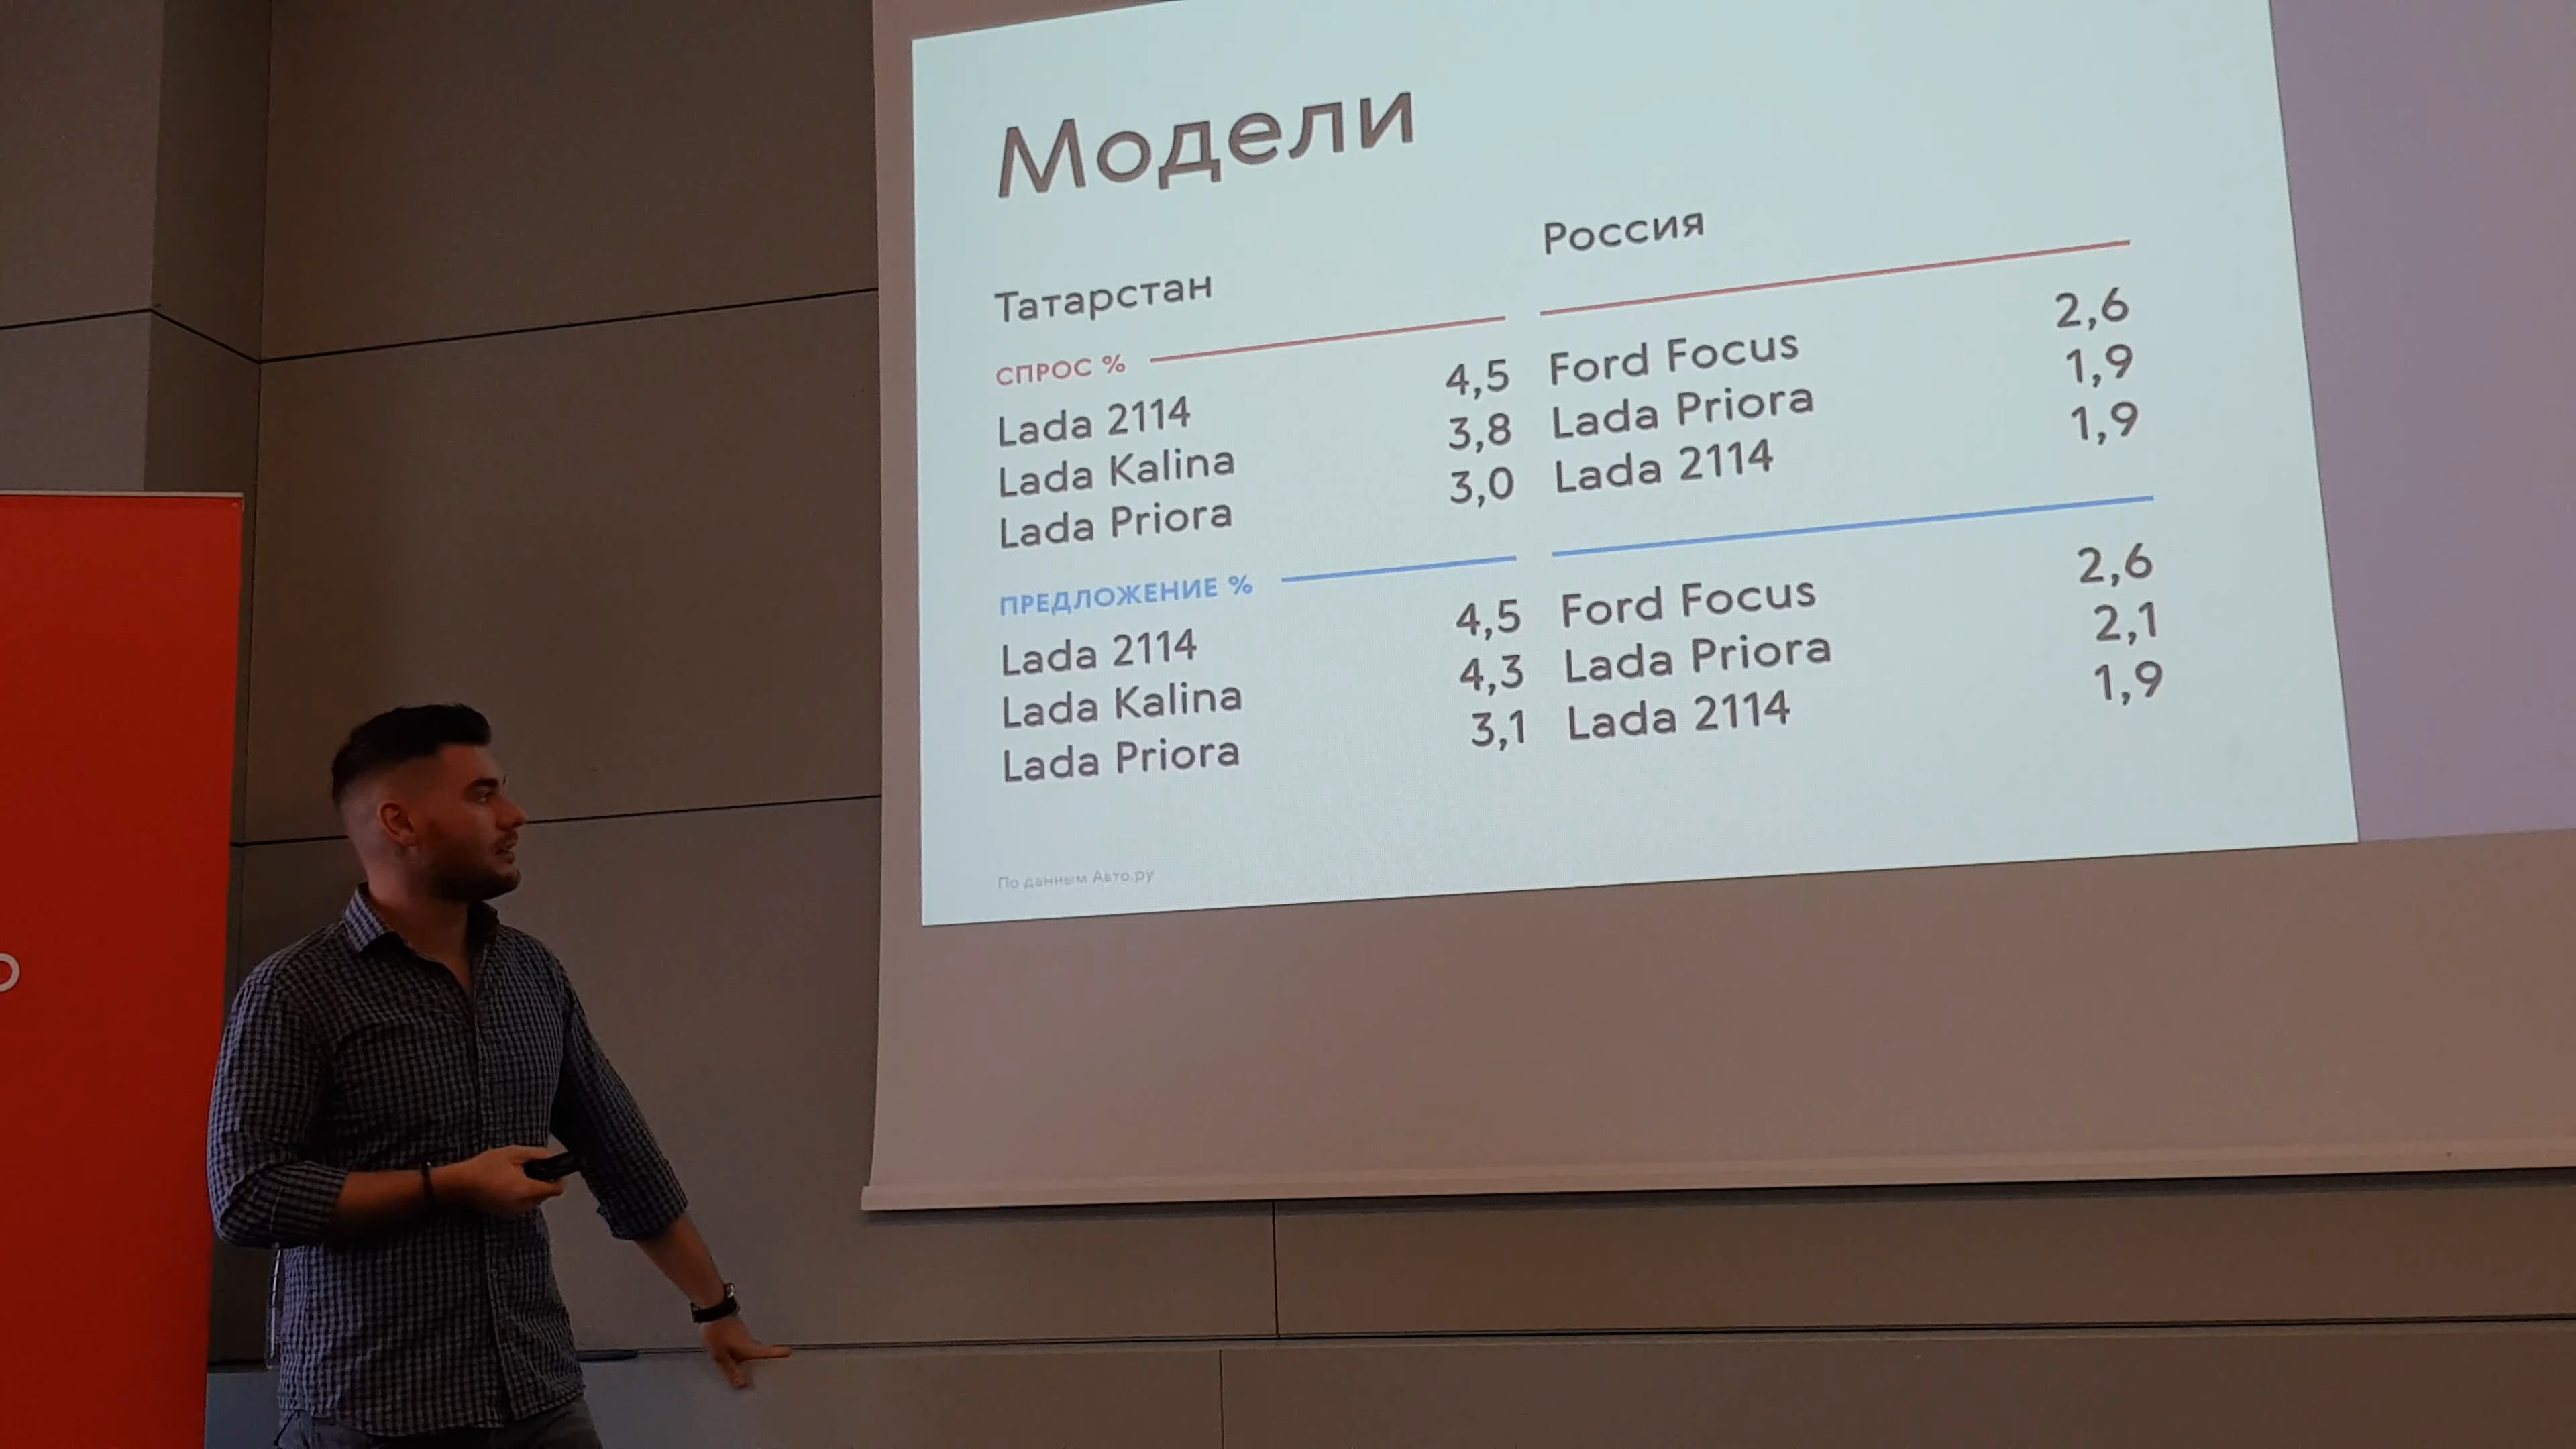 Модели
Татарстан
СПРОС %
Lada 2114 4,5
Lada Kalina 3,8
Lada Priora 3,0
ПРЕДЛОЖЕНИЕ %
Lada 2114 4,5
Lada Kalina 4,3
Lada Priora 3,1
Россия
Ford Focus 2,6
Lada Priora 1,9
Lada 2114 1,9
Ford Focus 2,6
Lada Priora 2,1
Lada 2114 1,9
По данным Авто.ру